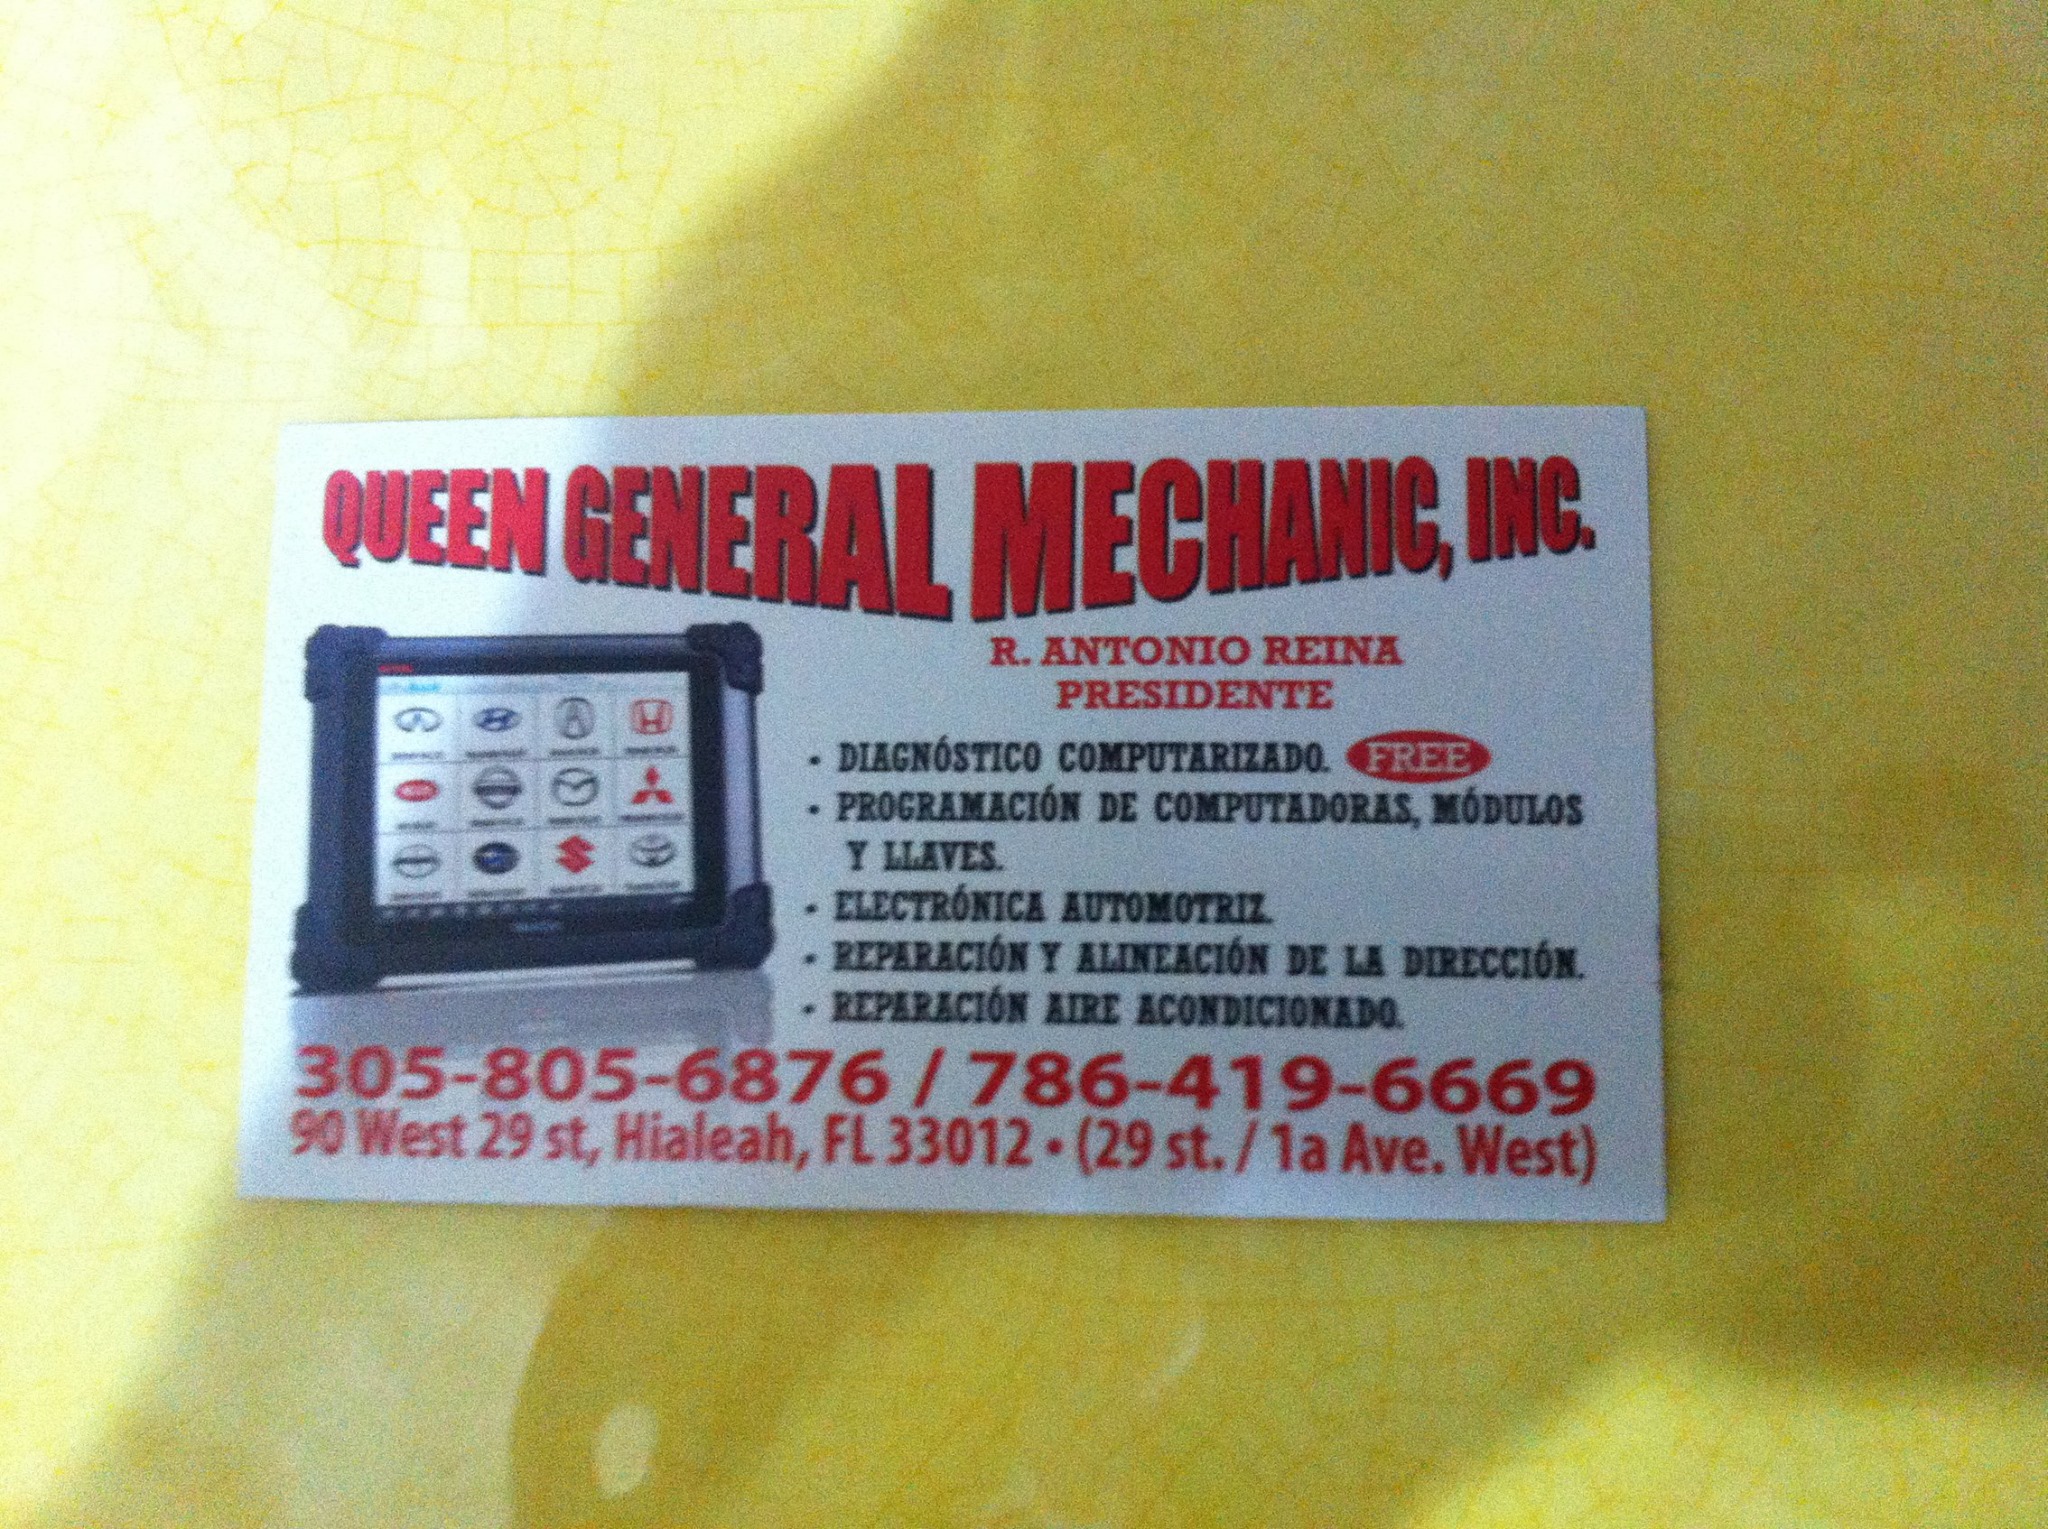 QUEEN GENERAL MECHANIC, INC.
R. ANTONIO REINA
PRESIDENTE
- DIAGNÓSTICO COMPUTARIZADO. FREE
- PROGRAMACIÓN DE COMPUTADORAS, MÓDULOS
Y LLAVES.
- ELECTRÓNICA AUTOMOTRIZ.
- REPARACIÓN Y ALINEACIÓN DE LA DIRECCIÓN.
- REPARACIÓN AIRE ACONDICIONADO.
305-805-6876 / 786-419-6669
90 West 29 st, Hialeah, FL 33012 • (29 st. / 1a Ave. West)